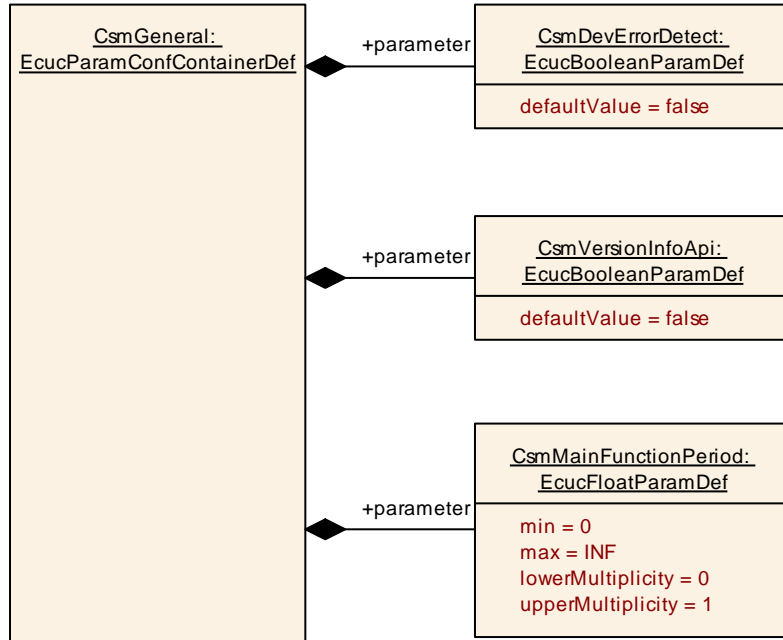 CsmGeneral:
EcucParamConfContainerDef
+parameter
CsmDevErrorDetect:
EcucBooleanParamDef
defaultValue = false
+parameter
CsmVersionInfoApi:
EcucBooleanParamDef
defaultValue = false
+parameter
CsmMainFunctionPeriod:
EcucFloatParamDef
min = 0
max = INF
lowerMultiplicity = 0
upperMultiplicity = 1